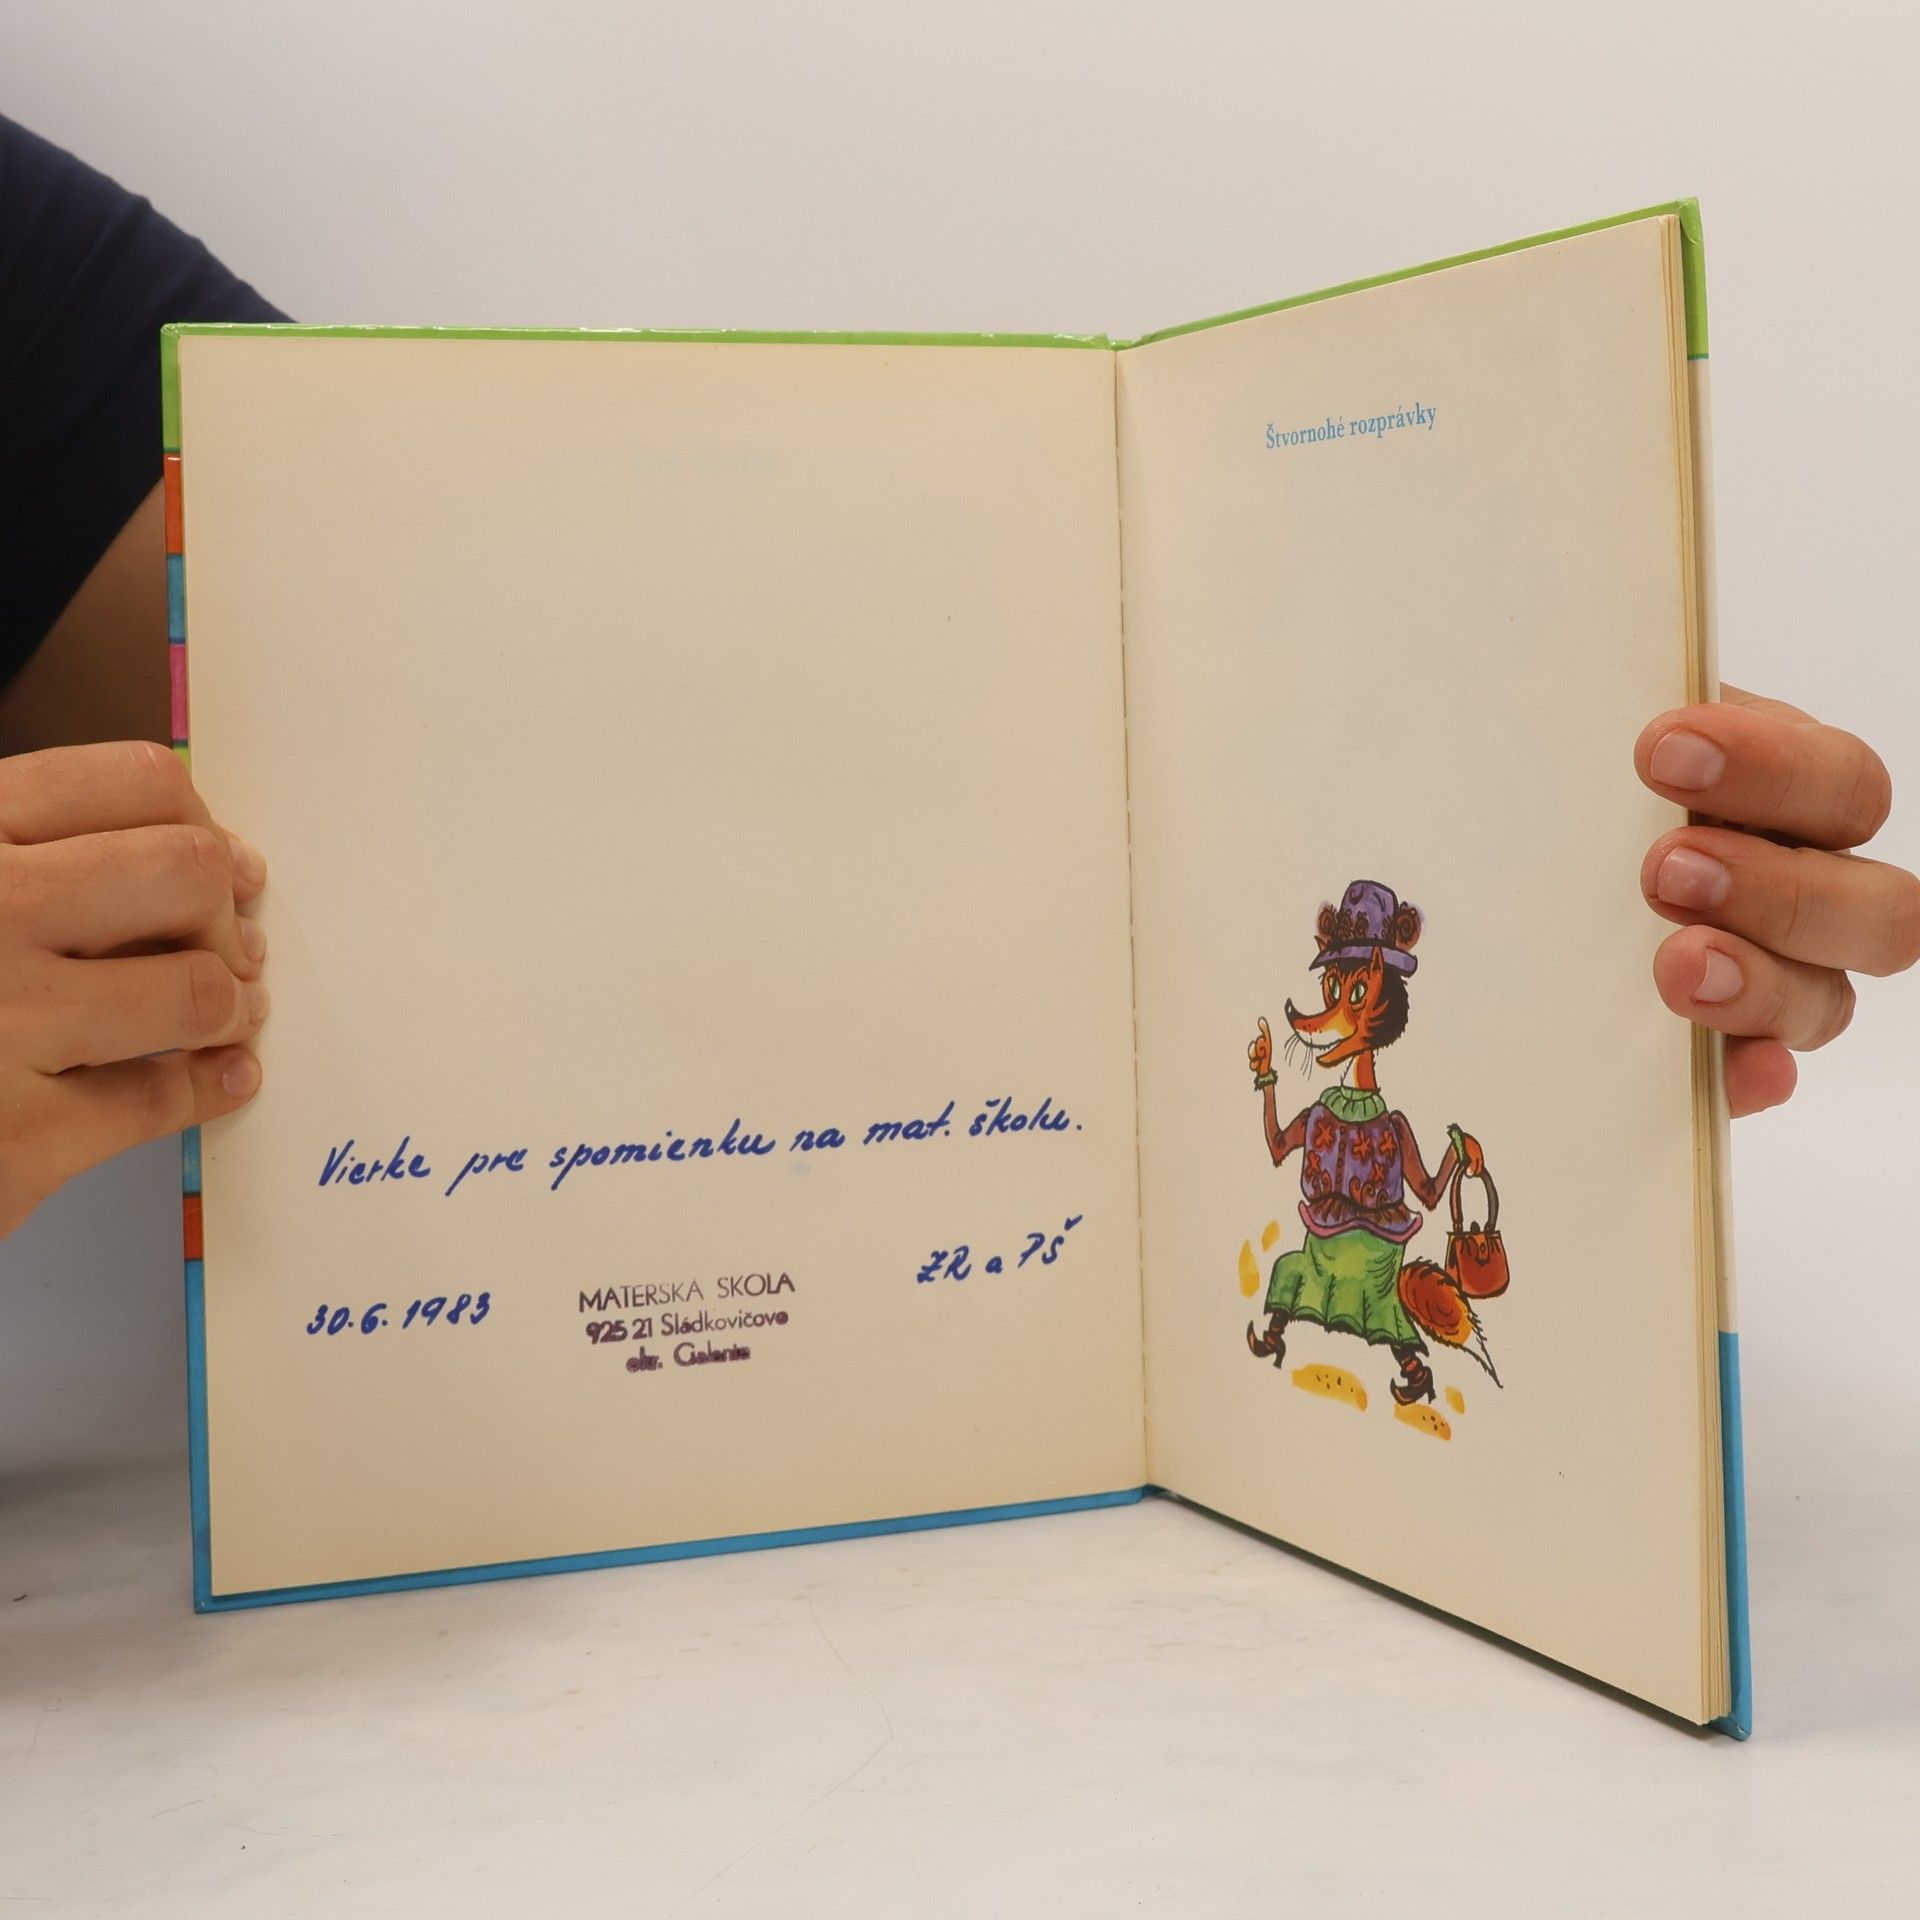 Vierke pre spomienku na mat. školu.
30.6.1983
MATERSKA SKOLA
925 21 Sládkovičovo
okr. Galanta
ZR a PŠ
Štvornohé rozprávky